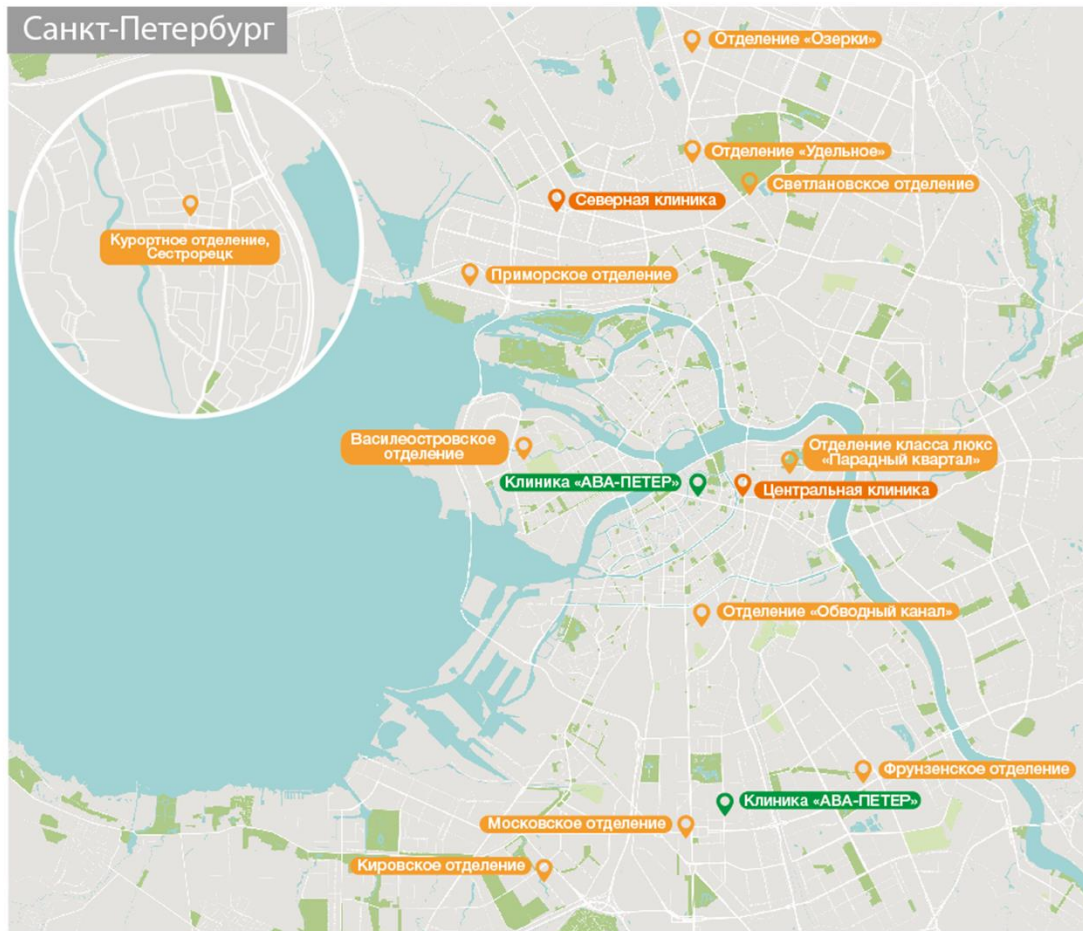 Санкт-Петербург
Отделение «Озерки»
Отделение «Удельное»
Светлановское отделение
Северная клиника
Курортное отделение,
Сестрорецк
Приморское отделение
Василеостровское
отделение
Отделение класса люкс
«Парадный квартал»
Клиника «АВА-ПЕТЕР»
Центральная клиника
Отделение «Обводный канал»
Фрунзенское отделение
Клиника «АВА-ПЕТЕР»
Московское отделение
Кировское отделение